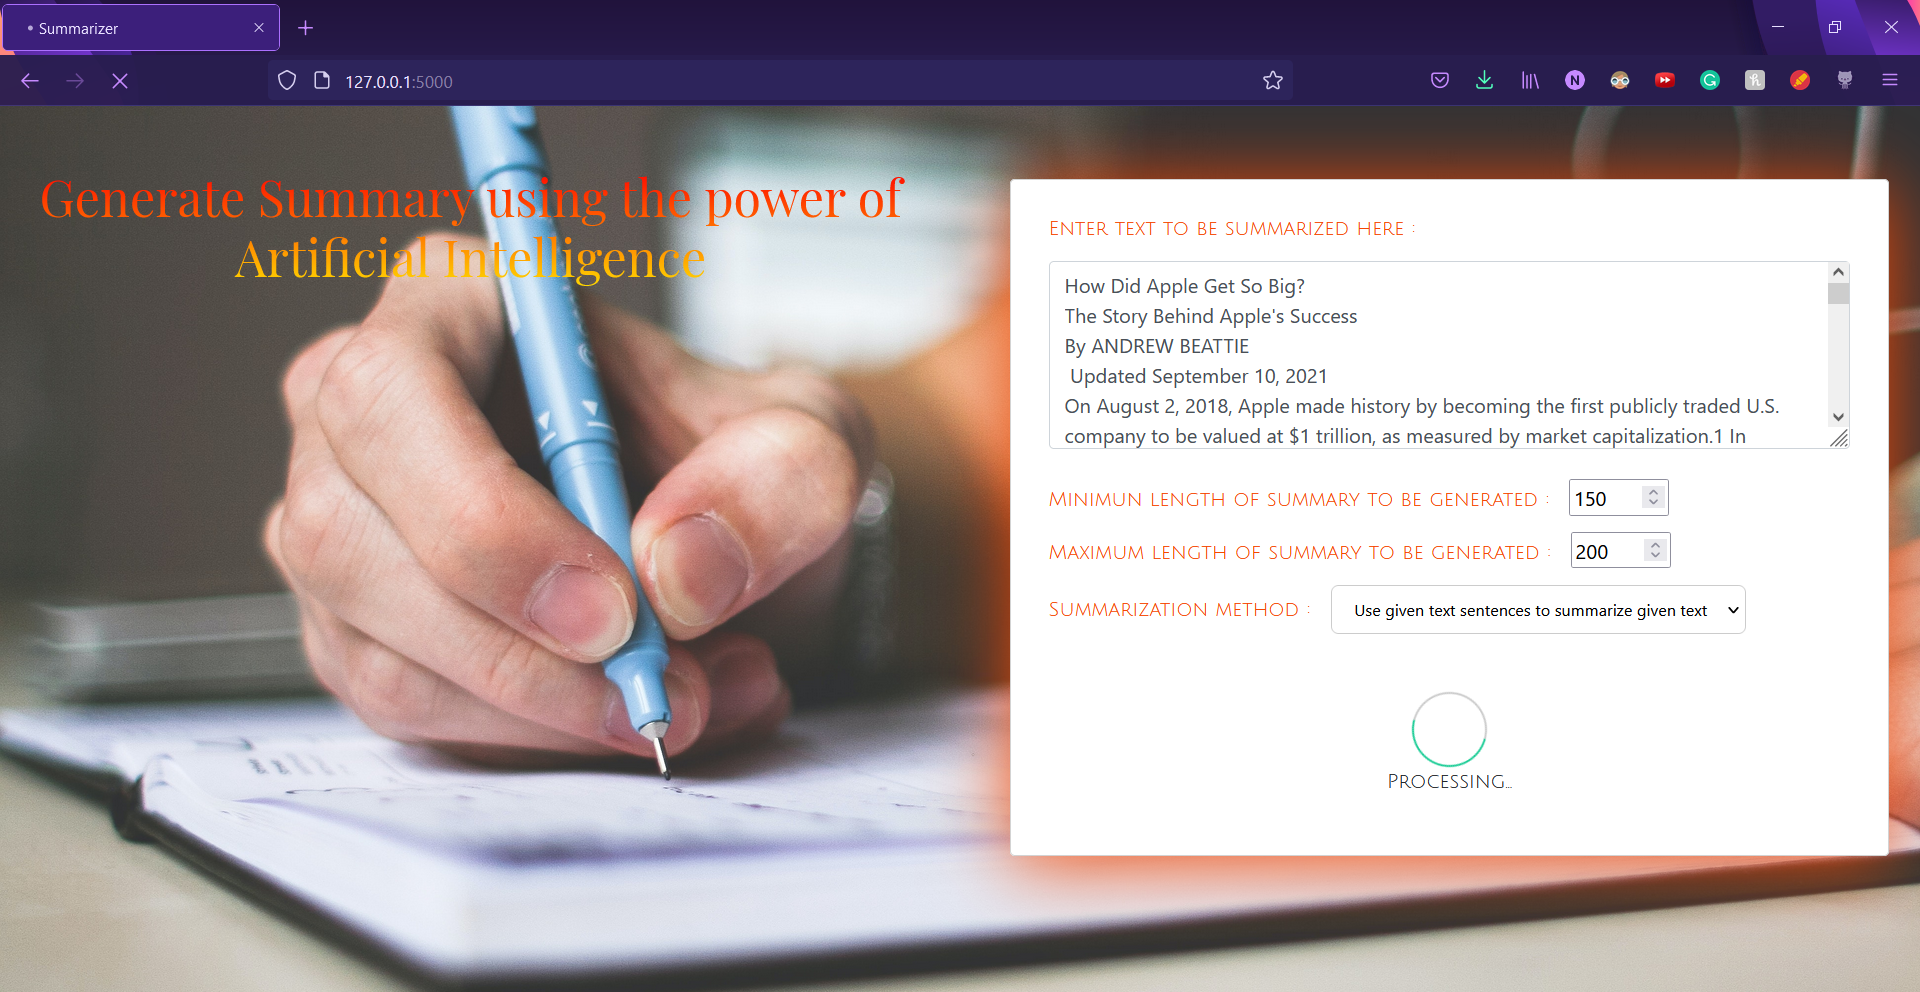 Summarizer
127.0.0.1:5000
Generate Summary using the power of
Artificial Intelligence
Enter text to be summarized here :
How Did Apple Get So Big?
The Story Behind Apple's Success
By ANDREW BEATTIE
Updated September 10, 2021
On August 2, 2018, Apple made history by becoming the first publicly traded U.S.
company to be valued at $1 trillion, as measured by market capitalization.1 In
Minimun length of summary to be generated : 150
Maximum length of summary to be generated : 200
Summarization method : Use given text sentences to summarize given text
Processing...